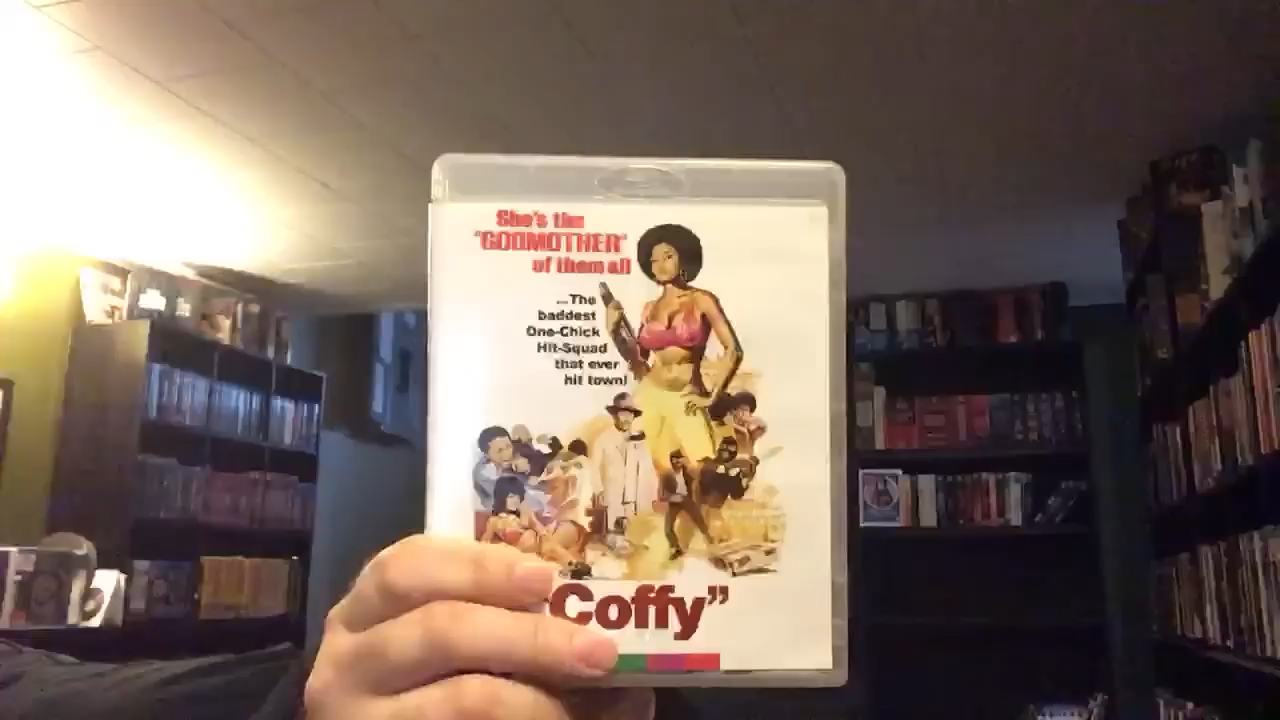 She's the
"GODMOTHER"
of them all
...The
baddest
One-Chick
Hit-Squad
that ever
hit town!
"Coffy"